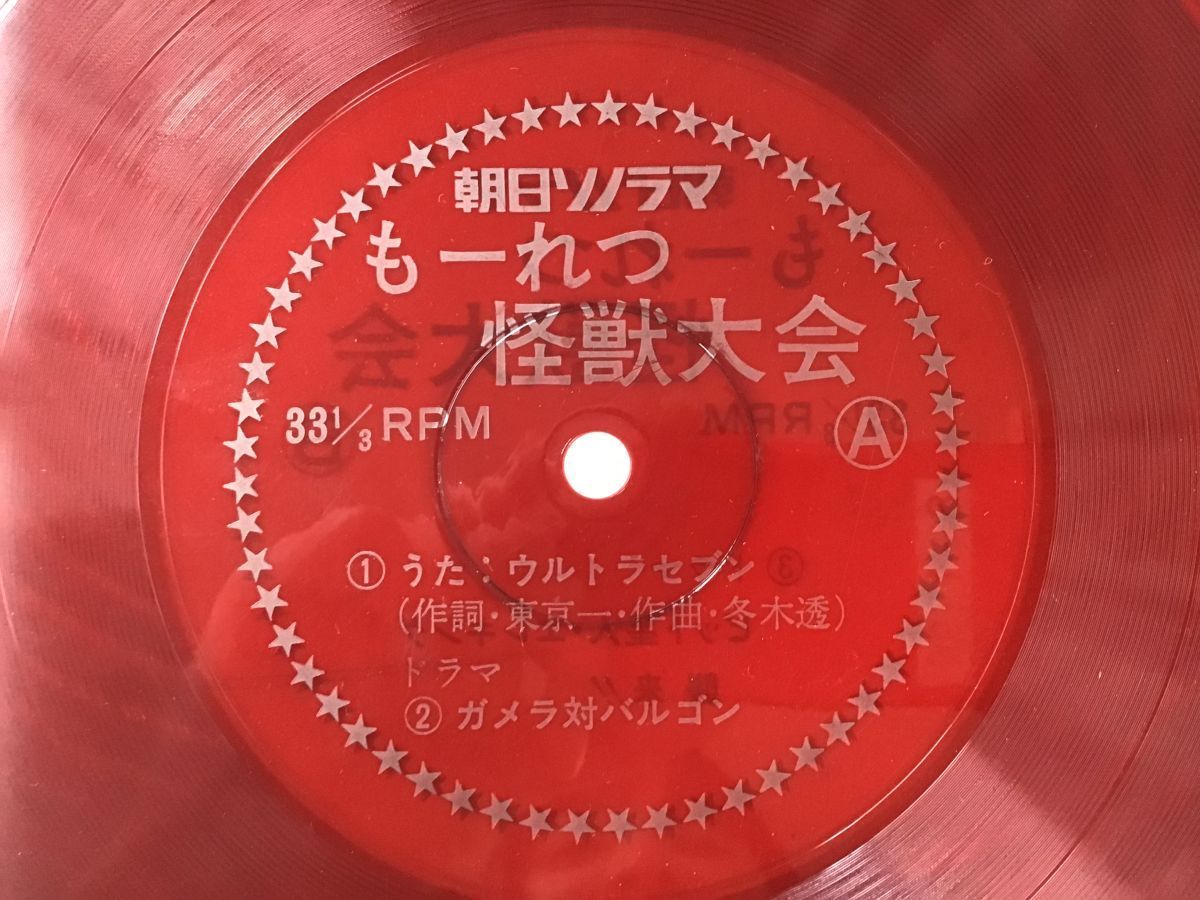 朝日ソノラマ
もーれつ
怪獣大会
33 1/3 RPM Ⓐ
① うた:ウルトラセブン
(作詞・東京一・作曲・冬木透)
ドラマ
② ガメラ対バルゴン